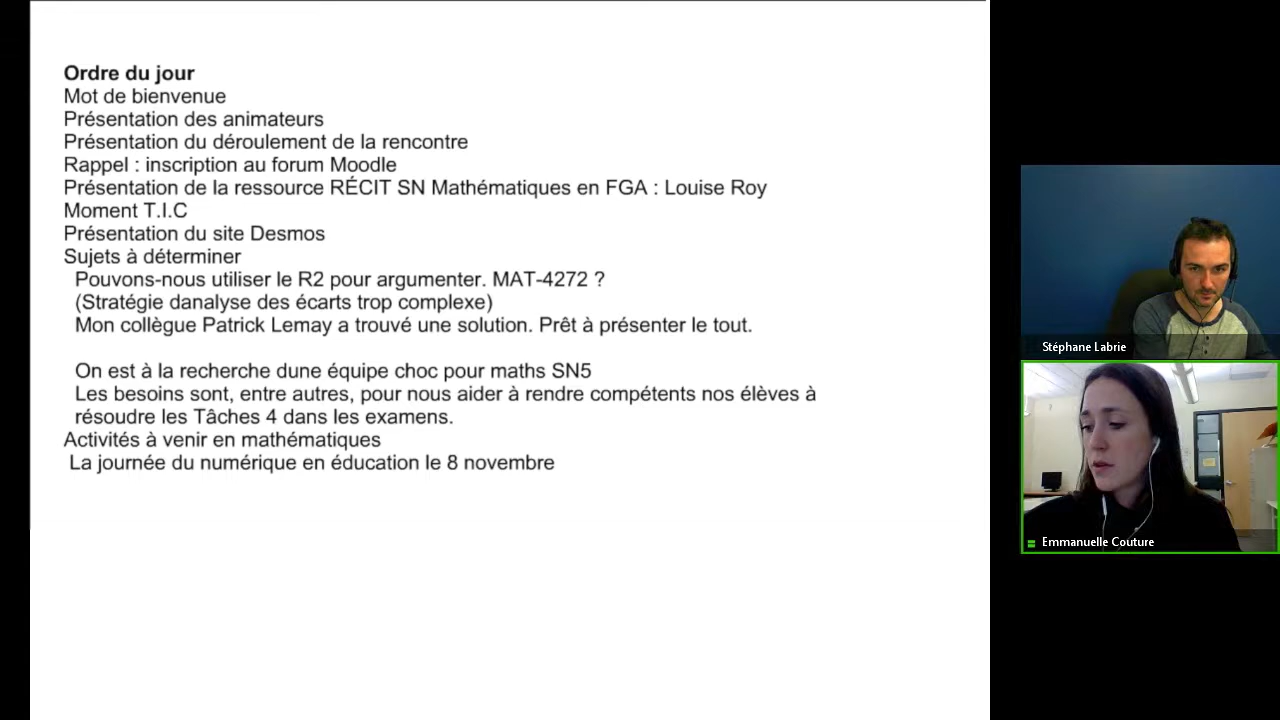 Ordre du jour
Mot de bienvenue
Présentation des animateurs
Présentation du déroulement de la rencontre
Rappel : inscription au forum Moodle
Présentation de la ressource RÉCIT SN Mathématiques en FGA : Louise Roy
Moment T.I.C
Présentation du site Desmos
Sujets à déterminer
Pouvons-nous utiliser le R2 pour argumenter. MAT-4272 ?
(Stratégie danalyse des écarts trop complexe)
Mon collègue Patrick Lemay a trouvé une solution. Prêt à présenter le tout.
On est à la recherche dune équipe choc pour maths SN5
Les besoins sont, entre autres, pour nous aider à rendre compétents nos élèves à
résoudre les Tâches 4 dans les examens.
Activités à venir en mathématiques
La journée du numérique en éducation le 8 novembre
Stéphane Labrie
Emmanuelle Couture